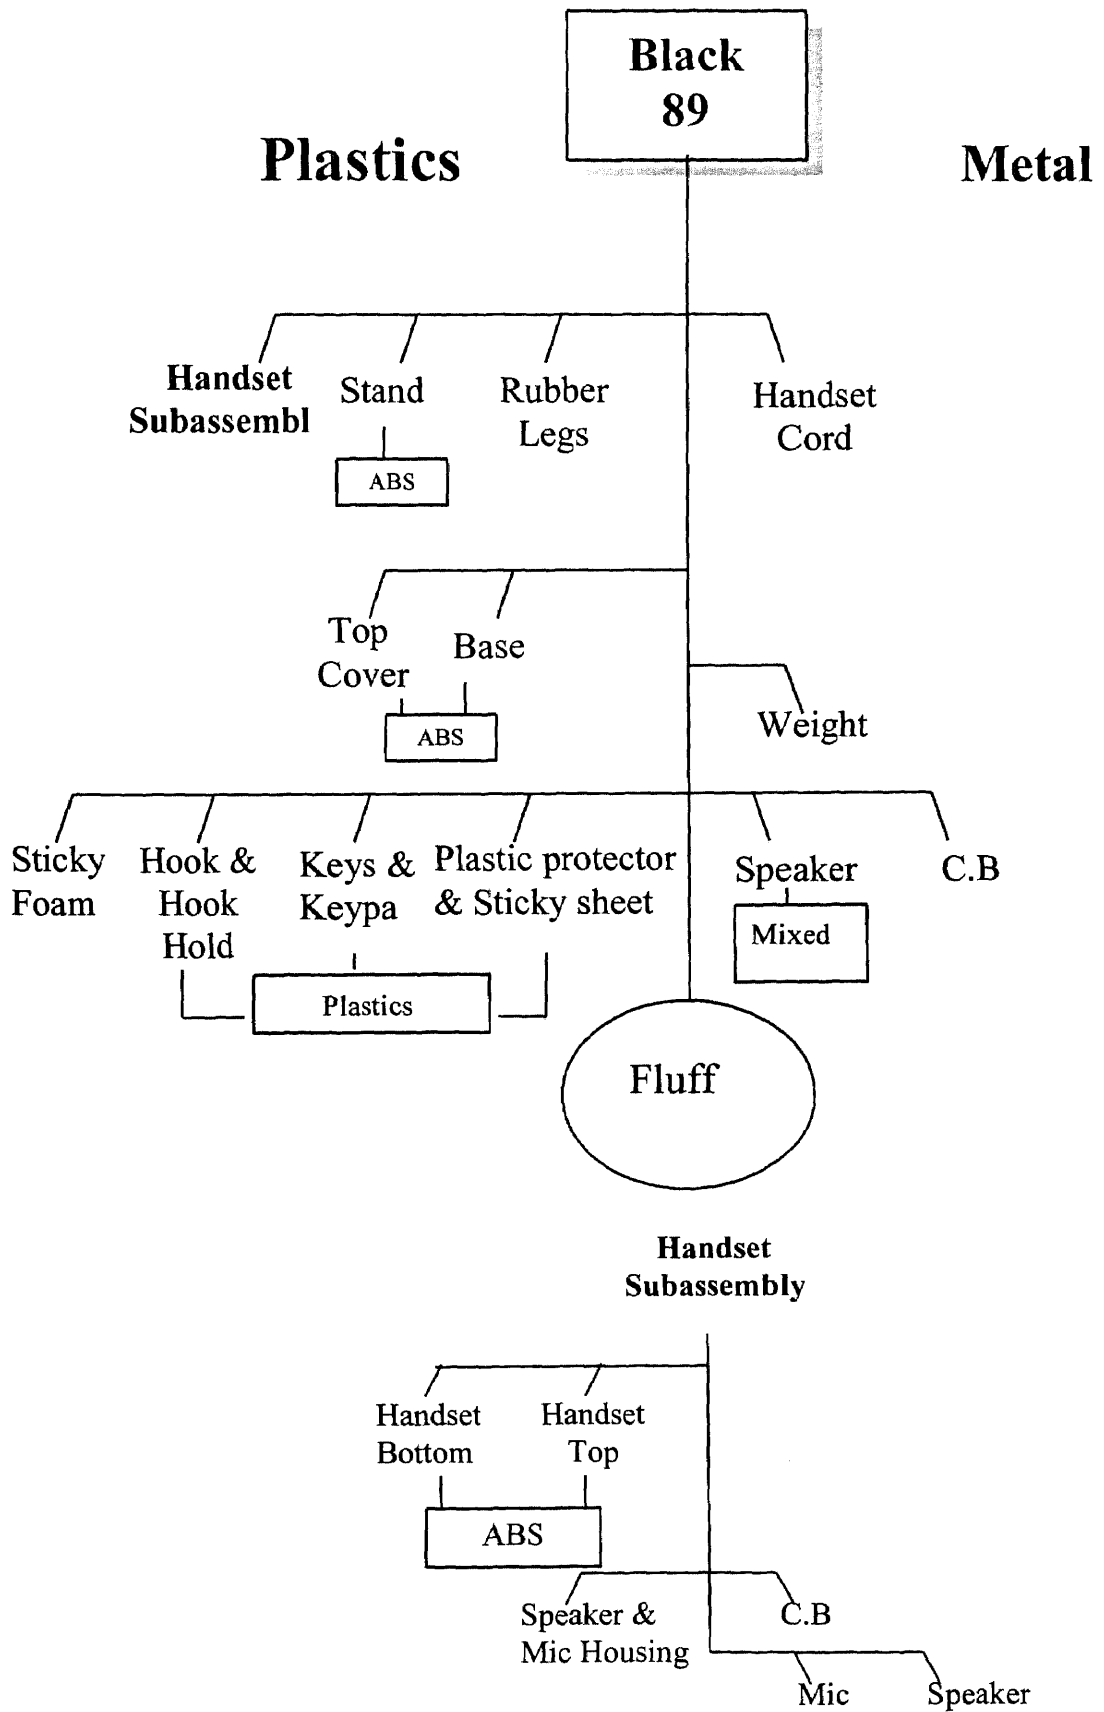 Black
89
Plastics
Metal
Handset
Subassembl
Stand
Rubber
Legs
Handset
Cord
ABS
Top
Cover
Base
ABS
Weight
Sticky
Foam
Hook &
Hook
Hold
Keys &
Keypa
Plastic protector
& Sticky sheet
Speaker
C.B
Mixed
Plastics
Fluff
Handset
Subassembly
Handset
Bottom
Handset
Top
ABS
Speaker &
Mic Housing
C.B
Mic
Speaker